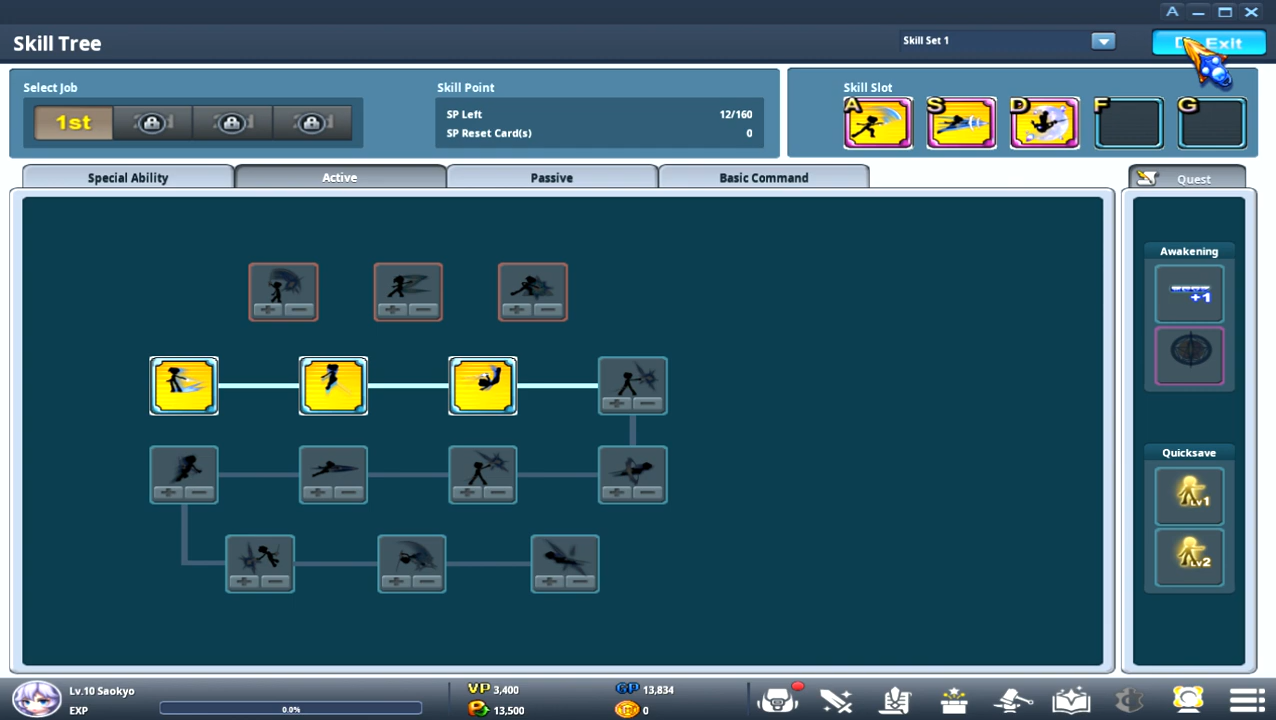 A
Skill Tree
Skill Set 1
Exit
Select Job
1st
Skill Point
SP Left 12/160
SP Reset Card(s) 0
Skill Slot
A S D F G
Special Ability
Active
Passive
Basic Command
Quest
Awakening
+1
Quicksave
Lv1
Lv2
Lv.10 Saokyo
EXP
0.0%
VP 3,400
13,500
GP 13,834
0